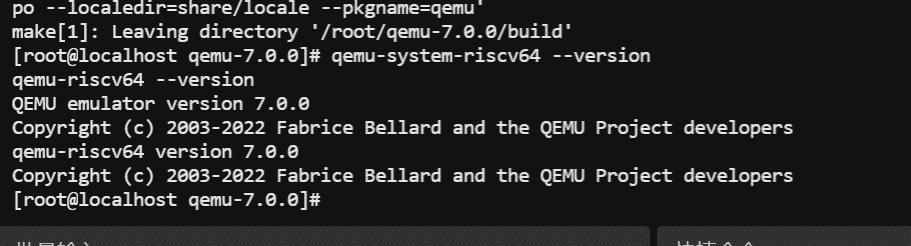 po --localedir=share/locale --pkgname=qemu'
make[1]: Leaving directory '/root/qemu-7.0.0/build'
[root@localhost qemu-7.0.0]# qemu-system-riscv64 --version
qemu-riscv64 --version
QEMU emulator version 7.0.0
Copyright (c) 2003-2022 Fabrice Bellard and the QEMU Project developers
qemu-riscv64 version 7.0.0
Copyright (c) 2003-2022 Fabrice Bellard and the QEMU Project developers
[root@localhost qemu-7.0.0]#